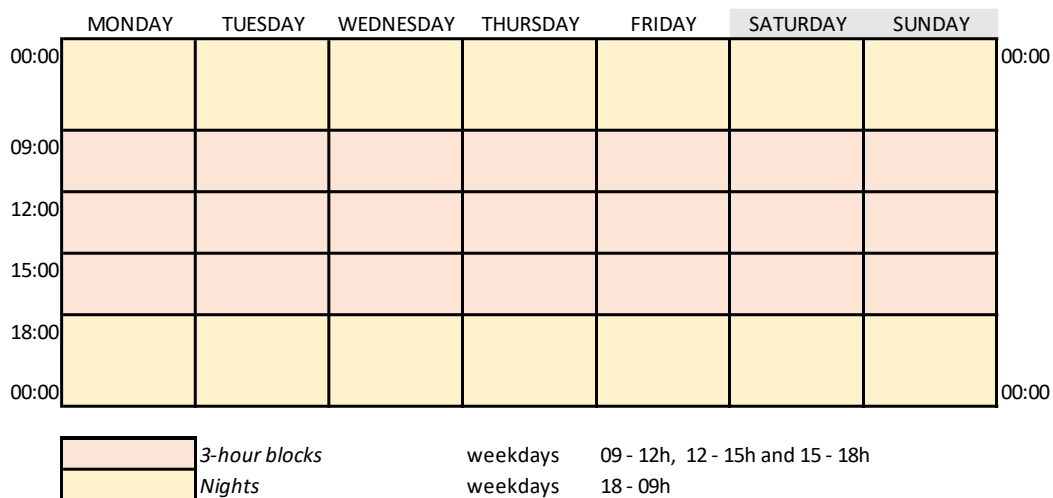 MONDAY TUESDAY WEDNESDAY THURSDAY FRIDAY SATURDAY SUNDAY
00:00 00:00
09:00
12:00
15:00
18:00
00:00 00:00
3-hour blocks weekdays 09 - 12h, 12 - 15h and 15 - 18h
Nights weekdays 18 - 09h